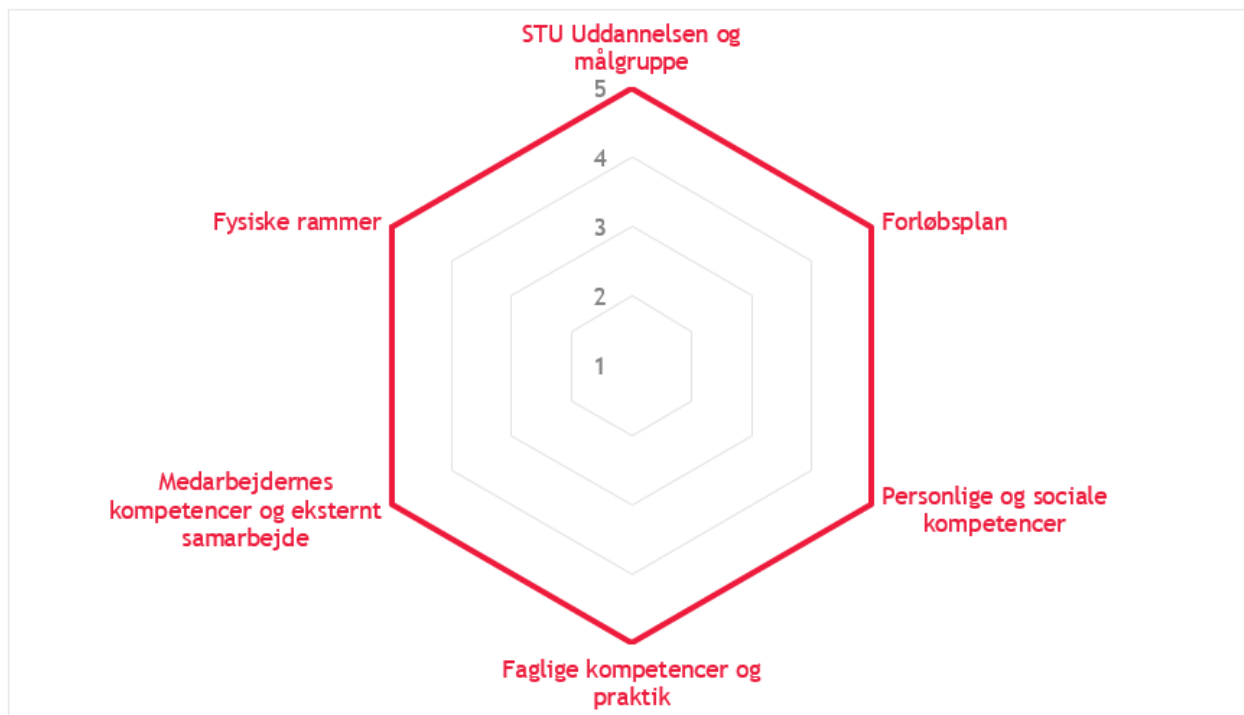 STU Uddannelsen og
målgruppe
5
4
Fysiske rammer
3
Forløbsplan
2
1
Medarbejdernes
kompetencer og eksternt
samarbejde
Personlige og sociale
kompetencer
Faglige kompetencer og
praktik